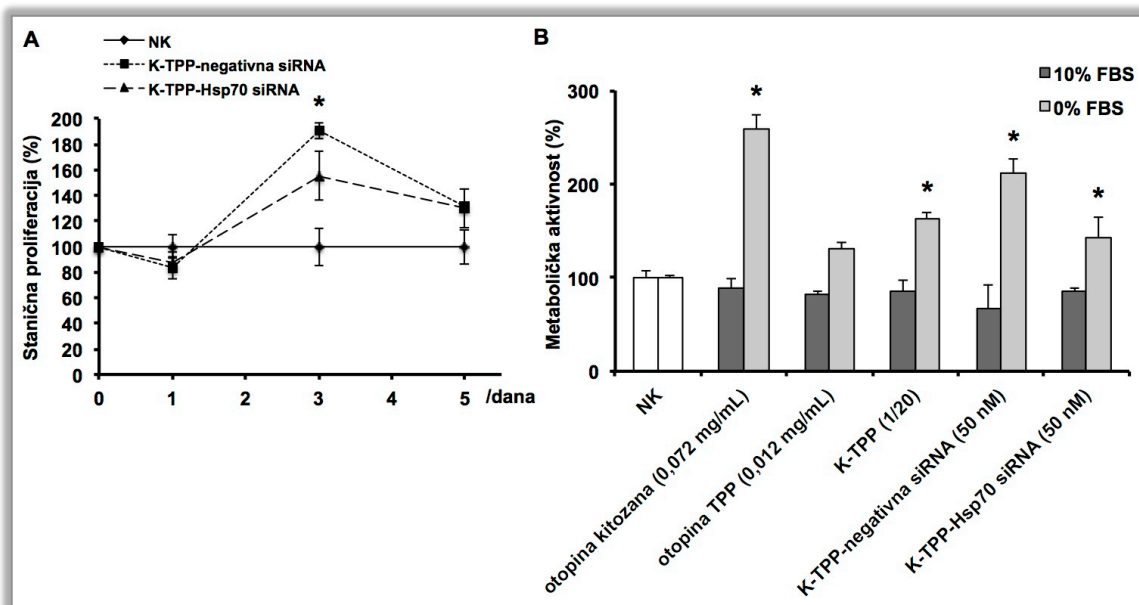 A
NK
K-TPP-negativna siRNA
K-TPP-Hsp70 siRNA
*
Stanična proliferacija (%)
200
180
160
140
120
100
80
60
40
20
0
0 1 2 3 4 5 /dana
B
10% FBS
0% FBS
Metabolička aktivnost (%)
300
200
100
0
* * * *
NK
otopina kitozana (0,072 mg/mL)
otopina TPP (0,012 mg/mL)
K-TPP (1/20)
K-TPP-negativna siRNA (50 nM)
K-TPP-Hsp70 siRNA (50 nM)